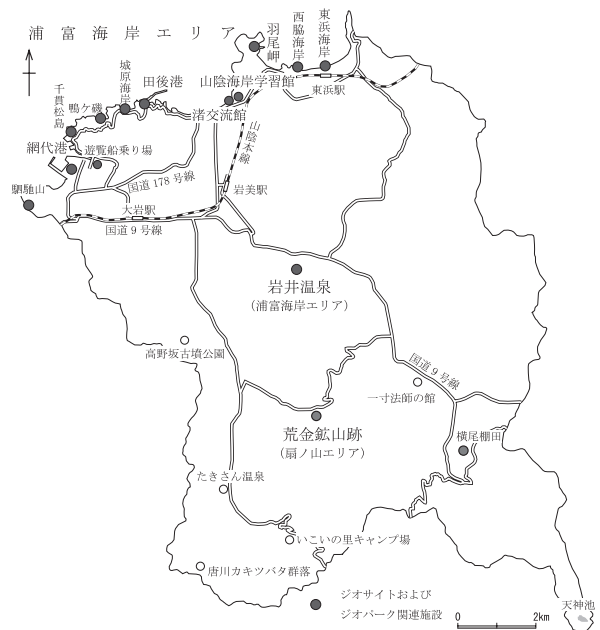 浦富海岸エリア
羽尾岬
西脇海岸
東浜海岸
千貫松島
鴨ケ磯
城原海岸
田後港
山陰海岸学習館
東浜駅
渚交流館
山陰本線
網代港
遊覧船乗り場
国道178号線
岩美駅
駟馳山
大岩駅
国道9号線
岩井温泉
(浦富海岸エリア)
高野坂古墳公園
国道9号線
一寸法師の館
荒金鉱山跡
(扇ノ山エリア)
横尾棚田
たきさん温泉
いこいの里キャンプ場
唐川カキツバタ群落
ジオサイトおよび
ジオパーク関連施設
天神池
0 2km